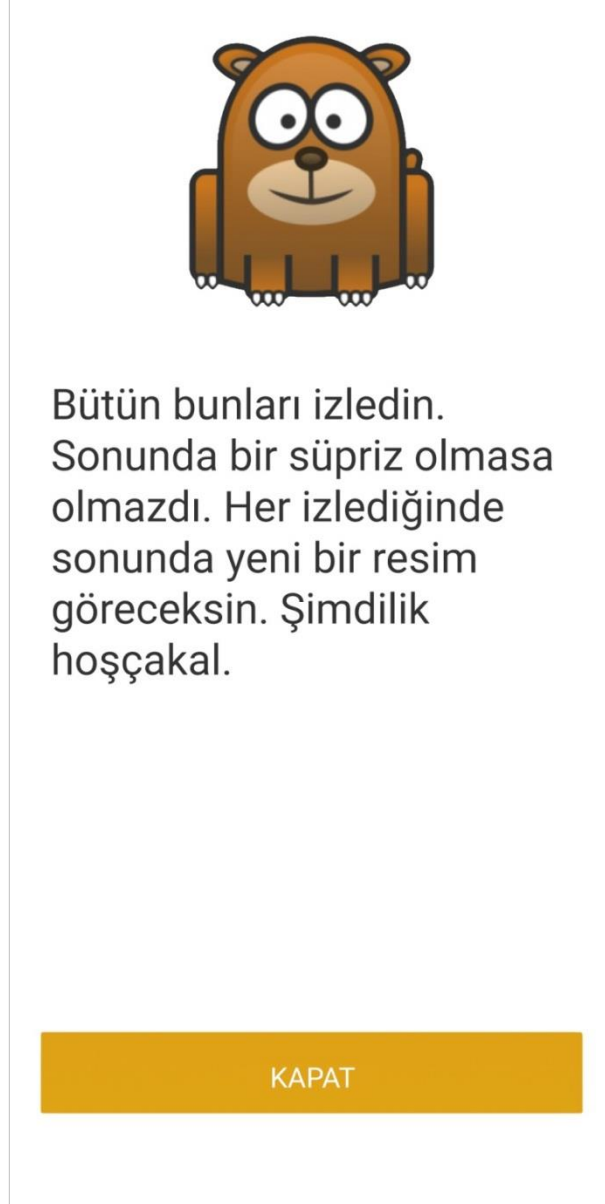 Bütün bunları izledin.
Sonunda bir süpriz olmasa
olmazdı. Her izlediğinde
sonunda yeni bir resim
göreceksin. Şimdilik
hoşçakal.
KAPAT